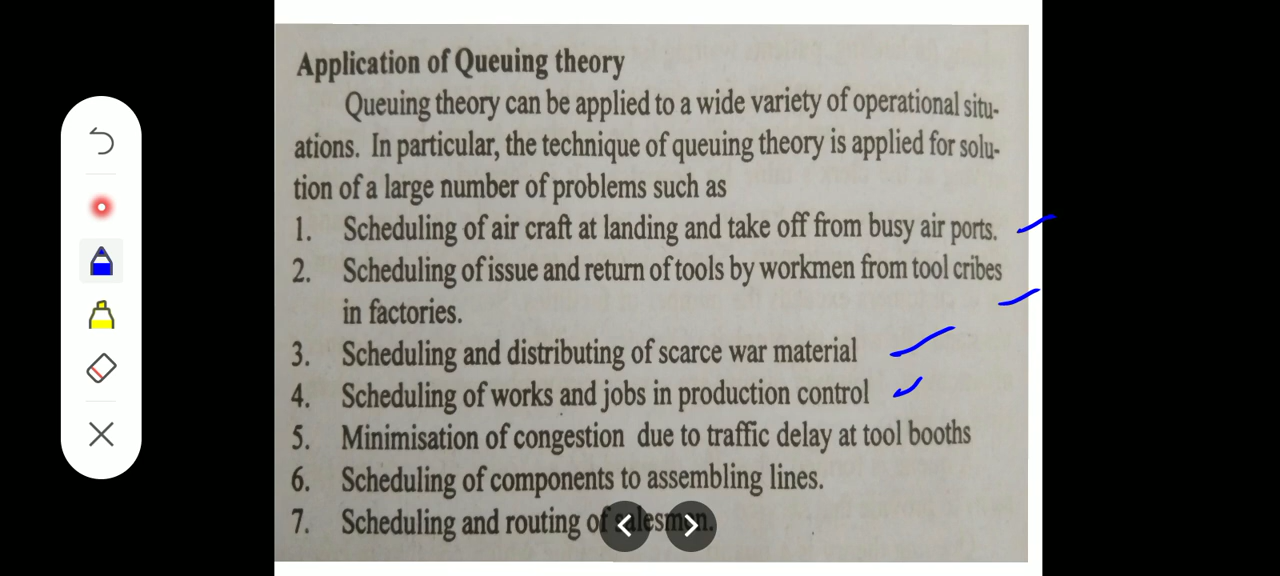 Application of Queuing theory
Queuing theory can be applied to a wide variety of operational situ-
ations. In particular, the technique of queuing theory is applied for solu-
tion of a large number of problems such as
1. Scheduling of air craft at landing and take off from busy air ports.
2. Scheduling of issue and return of tools by workmen from tool cribes
in factories.
3. Scheduling and distributing of scarce war material
4. Scheduling of works and jobs in production control
5. Minimisation of congestion due to traffic delay at tool booths
6. Scheduling of components to assembling lines.
7. Scheduling and routing of salesmen.